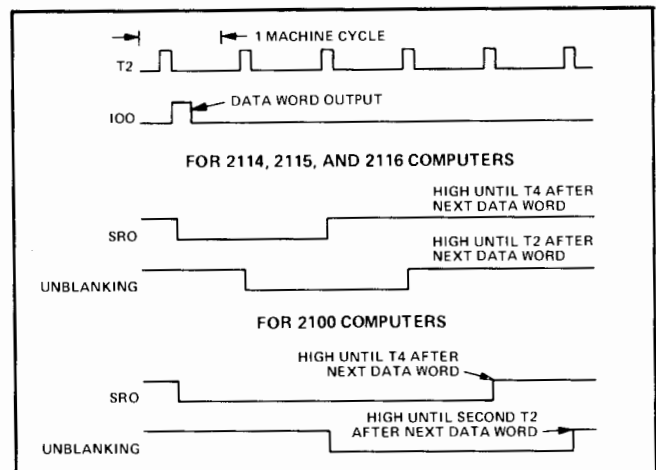 1 MACHINE CYCLE
T2
DATA WORD OUTPUT
IOO
FOR 2114, 2115, AND 2116 COMPUTERS
HIGH UNTIL T4 AFTER
NEXT DATA WORD
SRO
HIGH UNTIL T2 AFTER
NEXT DATA WORD
UNBLANKING
FOR 2100 COMPUTERS
HIGH UNTIL T4 AFTER
NEXT DATA WORD
SRO
HIGH UNTIL SECOND T2
AFTER NEXT DATA WORD
UNBLANKING